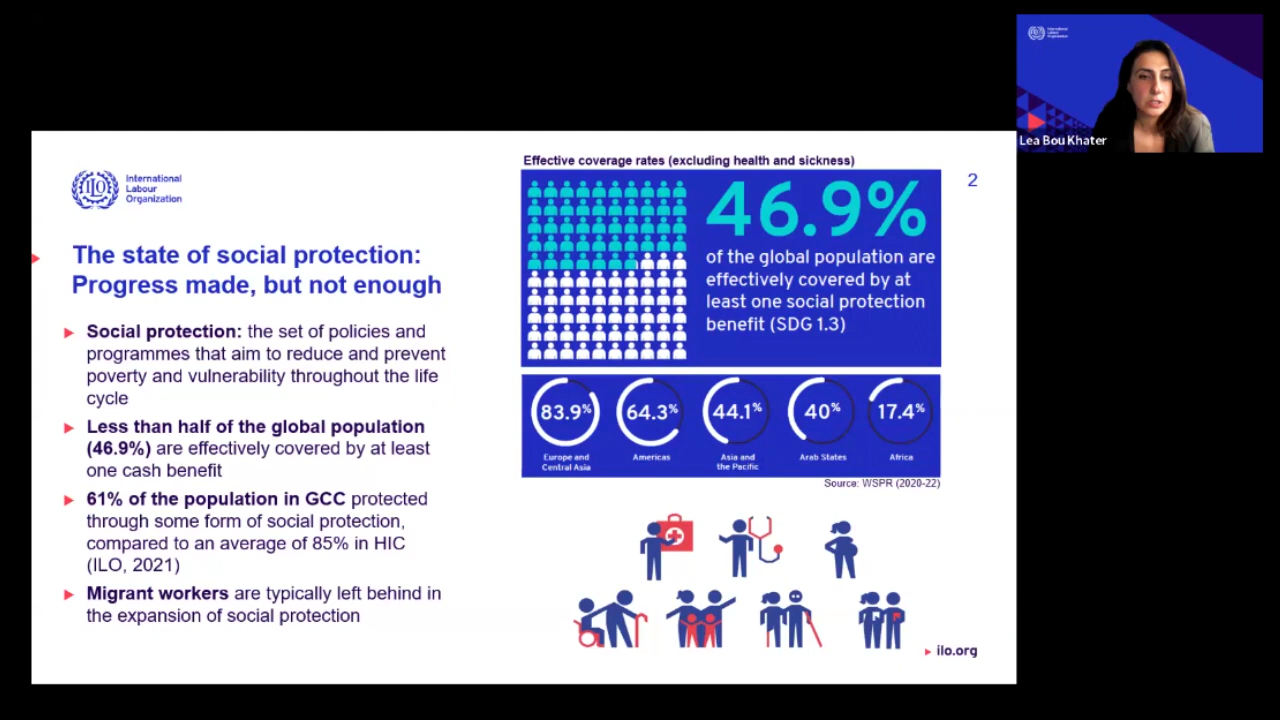 International
Labour
Organization
Lea Bou Khater
International
Labour
Organization
The state of social protection:
Progress made, but not enough
Social protection: the set of policies and
programmes that aim to reduce and prevent
poverty and vulnerability throughout the life
cycle
Less than half of the global population
(46.9%) are effectively covered by at least
one cash benefit
61% of the population in GCC protected
through some form of social protection,
compared to an average of 85% in HIC
(ILO, 2021)
Migrant workers are typically left behind in
the expansion of social protection
Effective coverage rates (excluding health and sickness)
2
46.9%
of the global population are
effectively covered by at
least one social protection
benefit (SDG 1.3)
83.9% 64.3% 44.1% 40% 17.4%
Europe and Americas Asia and Arab States Africa
Central Asia the Pacific
Source: WSPR (2020-22)
ilo.org